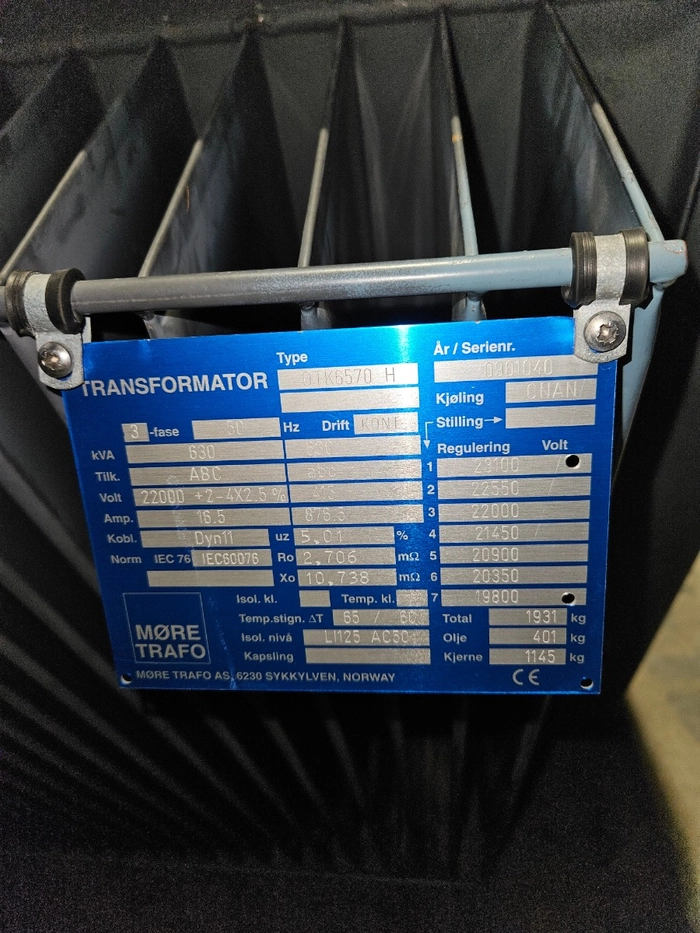 TRANSFORMATOR
Type
6570 H
År / Serienr.
0801040
Kjøling
3 -fase 50 Hz Drift KONT
Stilling
Regulering Volt
kVA 630
Tilk. ABC
Volt 22000 +2-4X2,5 % 415
Amp. 16.5 876.5
Kobl. Dyn11 uz 5,01 %
Norm IEC 76 IEC60076 Ro 2,706 mΩ
Xo 10,738 mΩ
1 23100
2 22550
3 22000
4 21450
5 20900
6 20350
7 19800
Isol. kl. Temp. kl.
Temp.stign. ΔT 65 / 60
Isol. nivå LI125 AC50
Kapsling
Total 1931 kg
Olje 401 kg
Kjerne 1145 kg
MØRE
TRAFO
MØRE TRAFO AS, 6230 SYKKYLVEN, NORWAY
CE